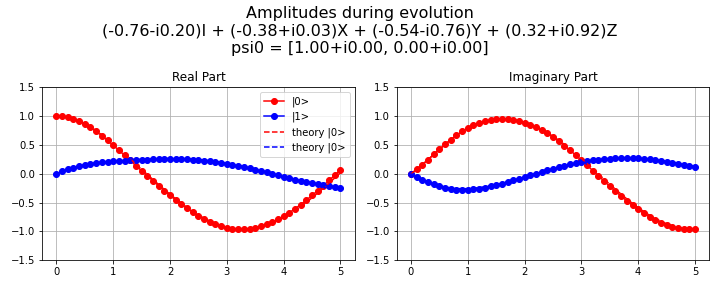 Amplitudes during evolution
(-0.76-i0.20)I + (-0.38+i0.03)X + (-0.54-i0.76)Y + (0.32+i0.92)Z
psi0 = [1.00+i0.00, 0.00+i0.00]
Real Part
Imaginary Part
1.5
1.0
0.5
0.0
−0.5
−1.0
−1.5
0 1 2 3 4 5
|0>
|1>
theory |0>
theory |0>
1.5
1.0
0.5
0.0
−0.5
−1.0
−1.5
0 1 2 3 4 5